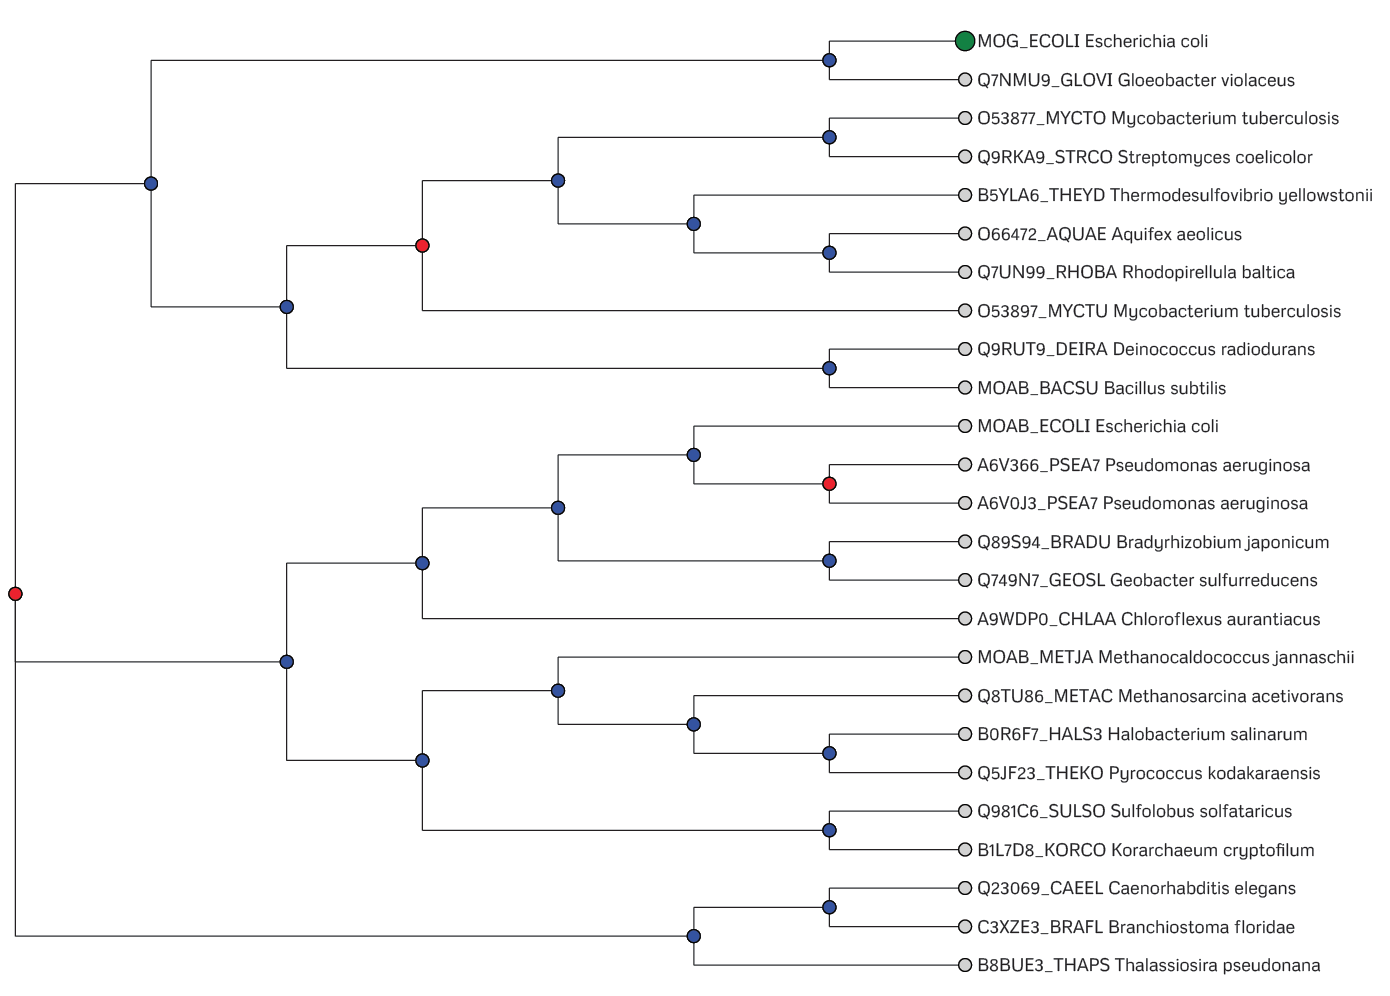 MOG_ECOLI Escherichia coli
Q7NMU9_GLOVI Gloeobacter violaceus
O53877_MYCTO Mycobacterium tuberculosis
Q9RKA9_STRCO Streptomyces coelicolor
B5YLA6_THEYD Thermodesulfovibrio yellowstonii
O66472_AQUAE Aquifex aeolicus
Q7UN99_RHOBA Rhodopirellula baltica
O53897_MYCTU Mycobacterium tuberculosis
Q9RUT9_DEIRA Deinococcus radiodurans
MOAB_BACSU Bacillus subtilis
MOAB_ECOLI Escherichia coli
A6V366_PSEA7 Pseudomonas aeruginosa
A6V0J3_PSEA7 Pseudomonas aeruginosa
Q89S94_BRADU Bradyrhizobium japonicum
Q749N7_GEOSL Geobacter sulfurreducens
A9WDP0_CHLAA Chloroflexus aurantiacus
MOAB_METJA Methanocaldococcus jannaschii
Q8TU86_METAC Methanosarcina acetivorans
B0R6F7_HALS3 Halobacterium salinarum
Q5JF23_THEKO Pyrococcus kodakaraensis
Q981C6_SULSO Sulfolobus solfataricus
B1L7D8_KORCO Korarchaeum cryptofilum
Q23069_CAEEL Caenorhabditis elegans
C3XZE3_BRAFL Branchiostoma floridae
B8BUE3_THAPS Thalassiosira pseudonana